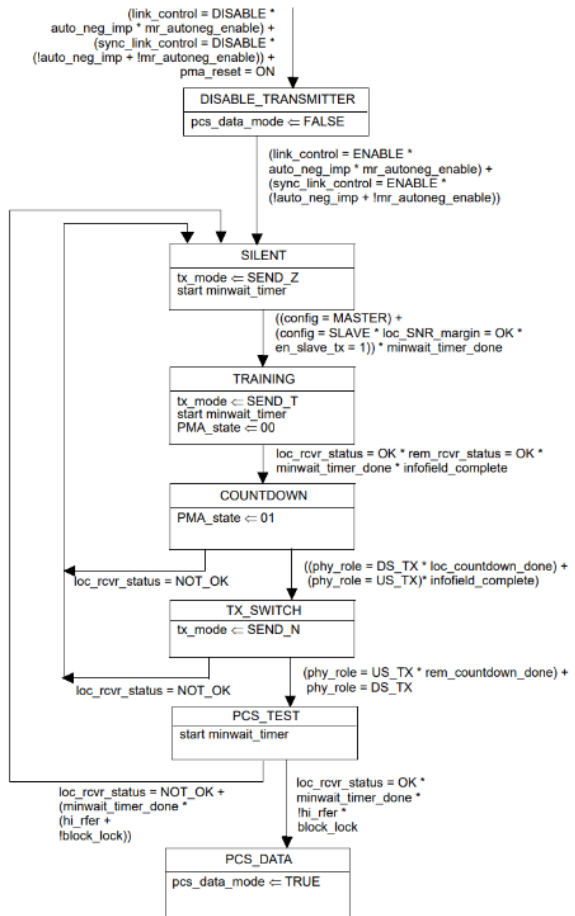 (link_control = DISABLE *
auto_neg_imp * mr_autoneg_enable) +
(sync_link_control = DISABLE *
(!auto_neg_imp + !mr_autoneg_enable)) +
pma_reset = ON
DISABLE_TRANSMITTER
pcs_data_mode ⇐ FALSE
(link_control = ENABLE *
auto_neg_imp * mr_autoneg_enable) +
(sync_link_control = ENABLE *
(!auto_neg_imp + !mr_autoneg_enable))
SILENT
tx_mode ⇐ SEND_Z
start minwait_timer
((config = MASTER) +
(config = SLAVE * loc_SNR_margin = OK *
en_slave_tx = 1)) * minwait_timer_done
TRAINING
tx_mode ⇐ SEND_T
start minwait_timer
PMA_state ⇐ 00
loc_rcvr_status = OK * rem_rcvr_status = OK *
minwait_timer_done * infofield_complete
COUNTDOWN
PMA_state ⇐ 01
loc_rcvr_status = NOT_OK
((phy_role = DS_TX * loc_countdown_done) +
(phy_role = US_TX)* infofield_complete)
TX_SWITCH
tx_mode ⇐ SEND_N
loc_rcvr_status = NOT_OK
(phy_role = US_TX * rem_countdown_done) +
phy_role = DS_TX
PCS_TEST
start minwait_timer
loc_rcvr_status = NOT_OK +
(minwait_timer_done *
(hi_rfer +
!block_lock))
loc_rcvr_status = OK *
minwait_timer_done *
!hi_rfer *
block_lock
PCS_DATA
pcs_data_mode ⇐ TRUE